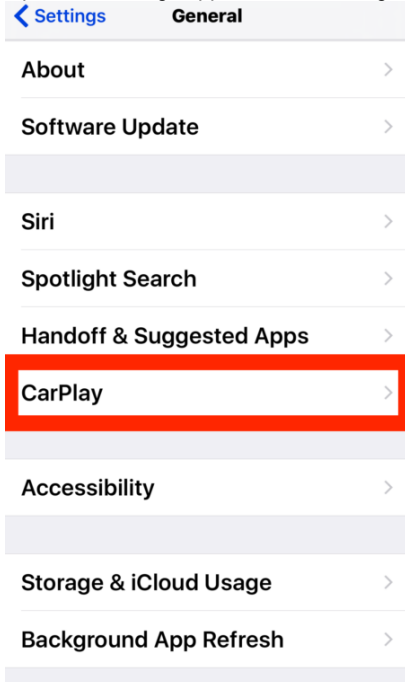 Settings
General
About
Software Update
Siri
Spotlight Search
Handoff & Suggested Apps
CarPlay
Accessibility
Storage & iCloud Usage
Background App Refresh